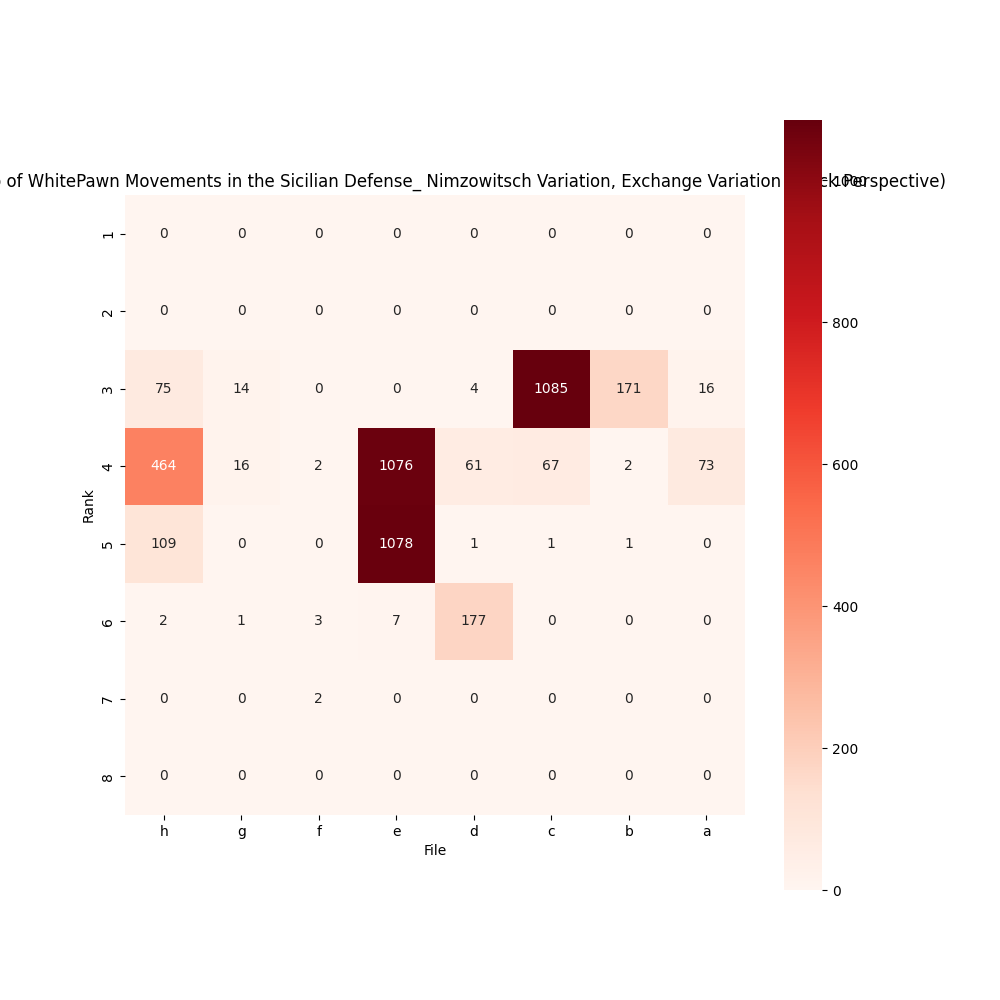 of WhitePawn Movements in the Sicilian Defense_ Nimzowitsch Variation, Exchange Variation Perspective)
1 0 0 0 0 0 0 0 0
2 0 0 0 0 0 0 0 0
3 75 14 0 0 4 1085 171 16
4 464 16 2 1076 61 67 2 73
5 109 0 0 1078 1 1 1 0
6 2 1 3 7 177 0 0 0
7 0 0 2 0 0 0 0 0
8 0 0 0 0 0 0 0 0
h g f e d c b a
File
Rank
1000
800
600
400
200
0